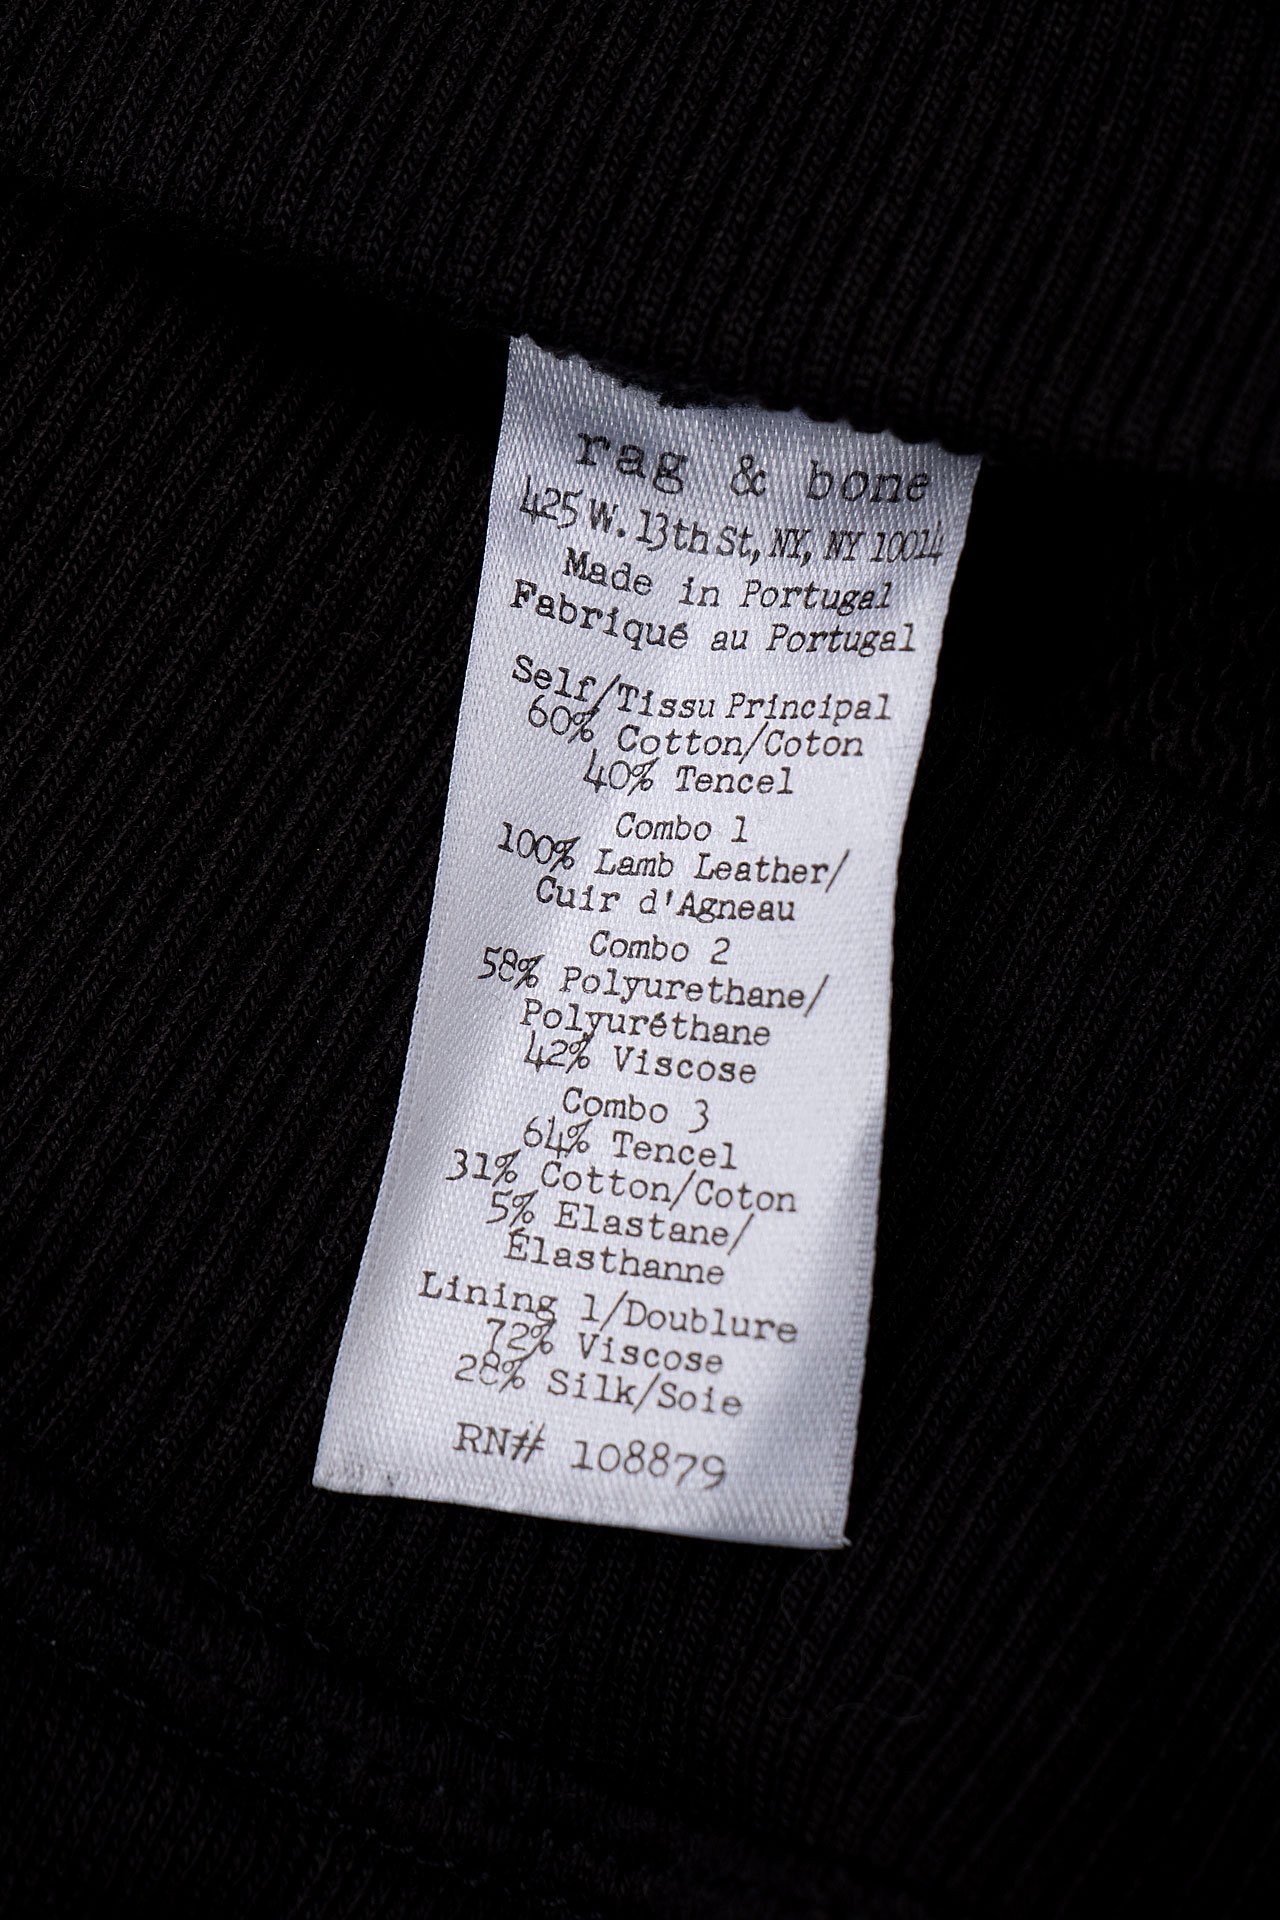 rag & bone
425 W. 13th St, NY, NY 10014
Made in Portugal
Fabriqué au Portugal
Self/Tissu Principal
60% Cotton/Coton
40% Tencel
Combo 1
100% Lamb Leather/
Cuir d'Agneau
Combo 2
58% Polyurethane/
Polyuréthane
42% Viscose
Combo 3
64% Tencel
31% Cotton/Coton
5% Elastane/
Élasthanne
Lining 1/Doublure
72% Viscose
28% Silk/Soie
RN# 108879